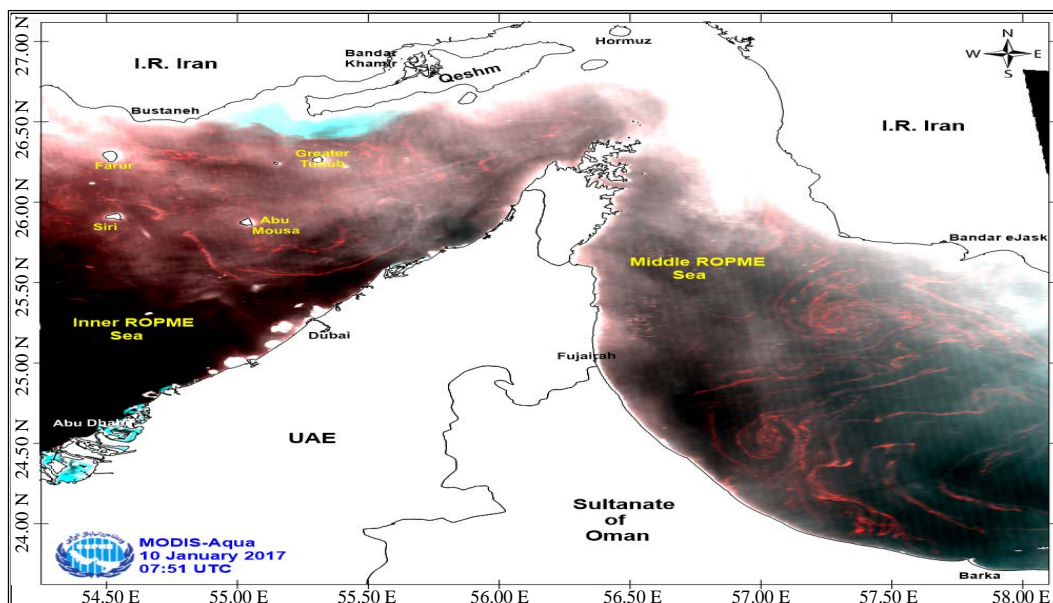 27.00 N
26.50 N
26.00 N
25.50 N
25.00 N
24.50 N
24.00 N
I.R. Iran
Bustaneh
Bandar
Khamir
Qeshm
Hormuz
N
W E
S
I.R. Iran
Farur
Greater
Tunub
Siri
Abu
Mousa
Middle ROPME
Sea
Bandar eJask
Inner ROPME
Sea
Dubai
Fujairah
Abu Dhabi
UAE
Sultanate
of
Oman
MODIS-Aqua
10 January 2017
07:51 UTC
Barka
54.50 E 55.00 E 55.50 E 56.00 E 56.50 E 57.00 E 57.50 E 58.00 E